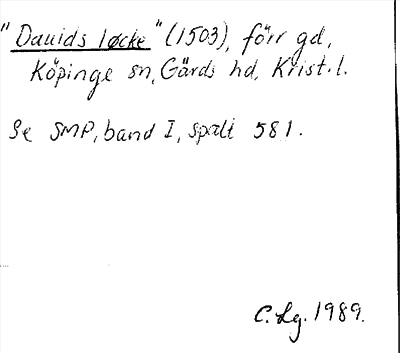 "Dauids løcke" (1503), förr gd,
Köpinge sn, Gärds hd, Krist. l.
Se SMP, band I, spalt 581.
C. Lg. 1989.